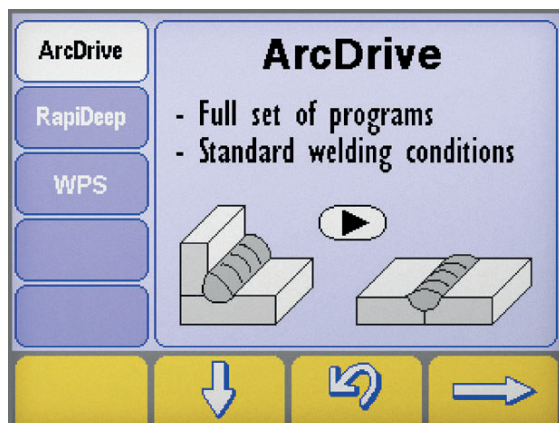 ArcDrive
RapiDeep
WPS
ArcDrive
- Full set of programs
- Standard welding conditions